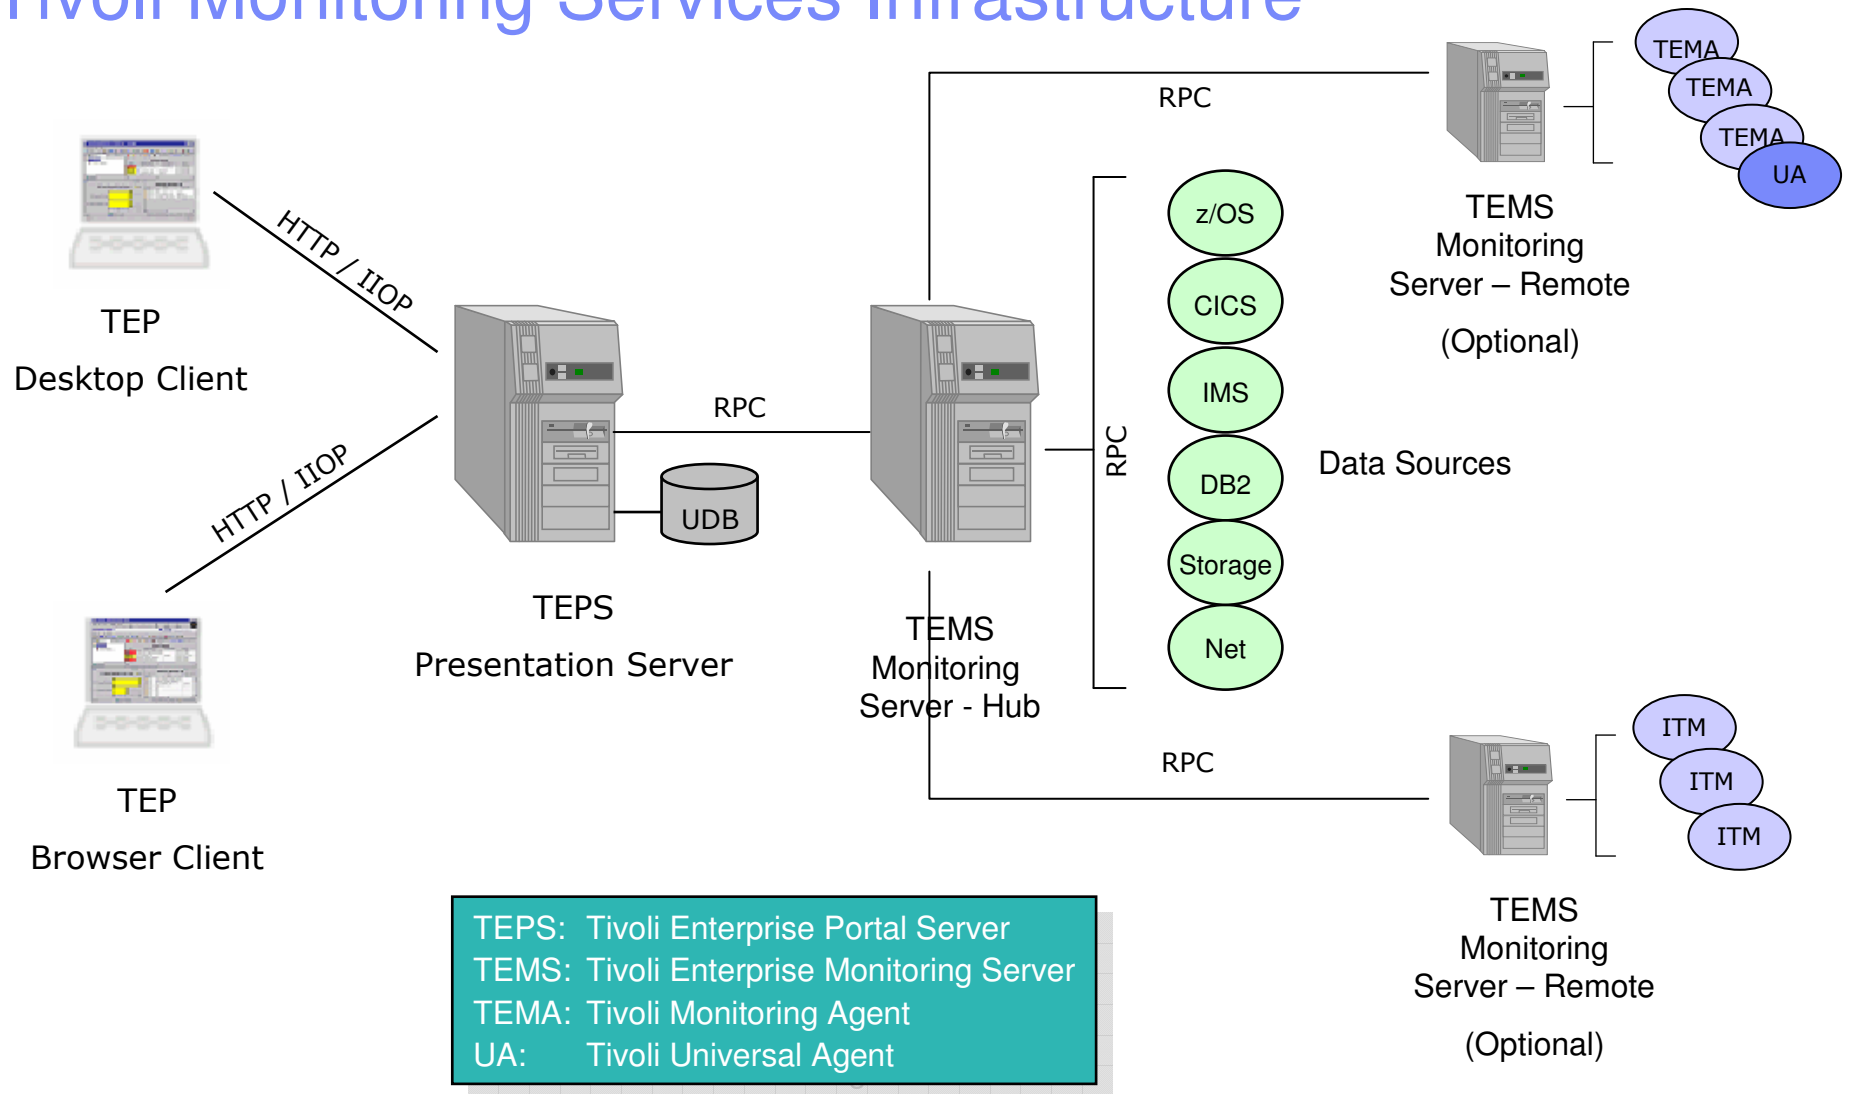 Tivoli Monitoring Services Infrastructure
TEMA
TEMA
TEMA
UA
RPC
HTTP / IIOP
TEP
Desktop Client
z/OS
CICS
IMS
DB2
Storage
Net
Data Sources
RPC
TEMS
Monitoring
Server – Remote
(Optional)
RPC
UDB
HTTP / IIOP
TEPS
Presentation Server
TEMS
Monitoring
Server - Hub
TEP
Browser Client
RPC
ITM
ITM
ITM
TEMS
Monitoring
Server – Remote
(Optional)
TEPS: Tivoli Enterprise Portal Server
TEMS: Tivoli Enterprise Monitoring Server
TEMA: Tivoli Monitoring Agent
UA: Tivoli Universal Agent